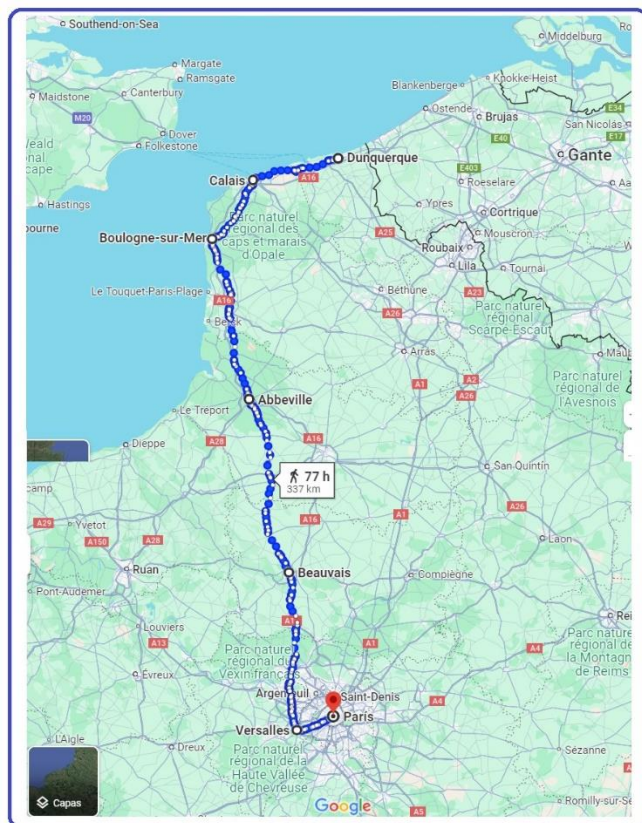 Southend-on-Sea
Middelburg
Margate
Ramsgate
Knokke-Heist
Blankenberge
Maidstone
Canterbury
Ostende
E34
M20
Brujas
San Nicolás
Dover
E40
E17
Folkestone
Dunquerque
Gante
Calais
A16
E403
Roeselare
Hastings
Ypres
Cortrique
Parc naturel
régional des
caps et marais
d'Opale
A25
Mouscron
Boulogne-sur-Mer
Roubaix
Lila
Tournai
Le Touquet-Paris-Plage
A16
Béthune
A23
Parc naturel
régional
Scarpe-Escaut
Berck
A26
Arras
A1
A2
A26
Parc naturel
régional de
l'Avesnois
Abbeville
Le Treport
A28
A16
Dieppe
San Quintín
77 h
337 km
A29
Yvetot
A16
A1
A26
A150
A28
Laon
Ruan
Beauvais
Compiègne
Pont-Audemer
Louviers
A13
A1
A4
Parc naturel
régional du
Vexin français
Parc naturel
régional de
la Montagne
de Reims
Évreux
Argenteuil
Saint-Denis
A4
Paris
Versalles
L'Aigle
Dreux
Parc naturel
régional de la
Haute Vallée
de Chevreuse
Sézanne
Capas
Google
A5
Romilly-sur-Sei